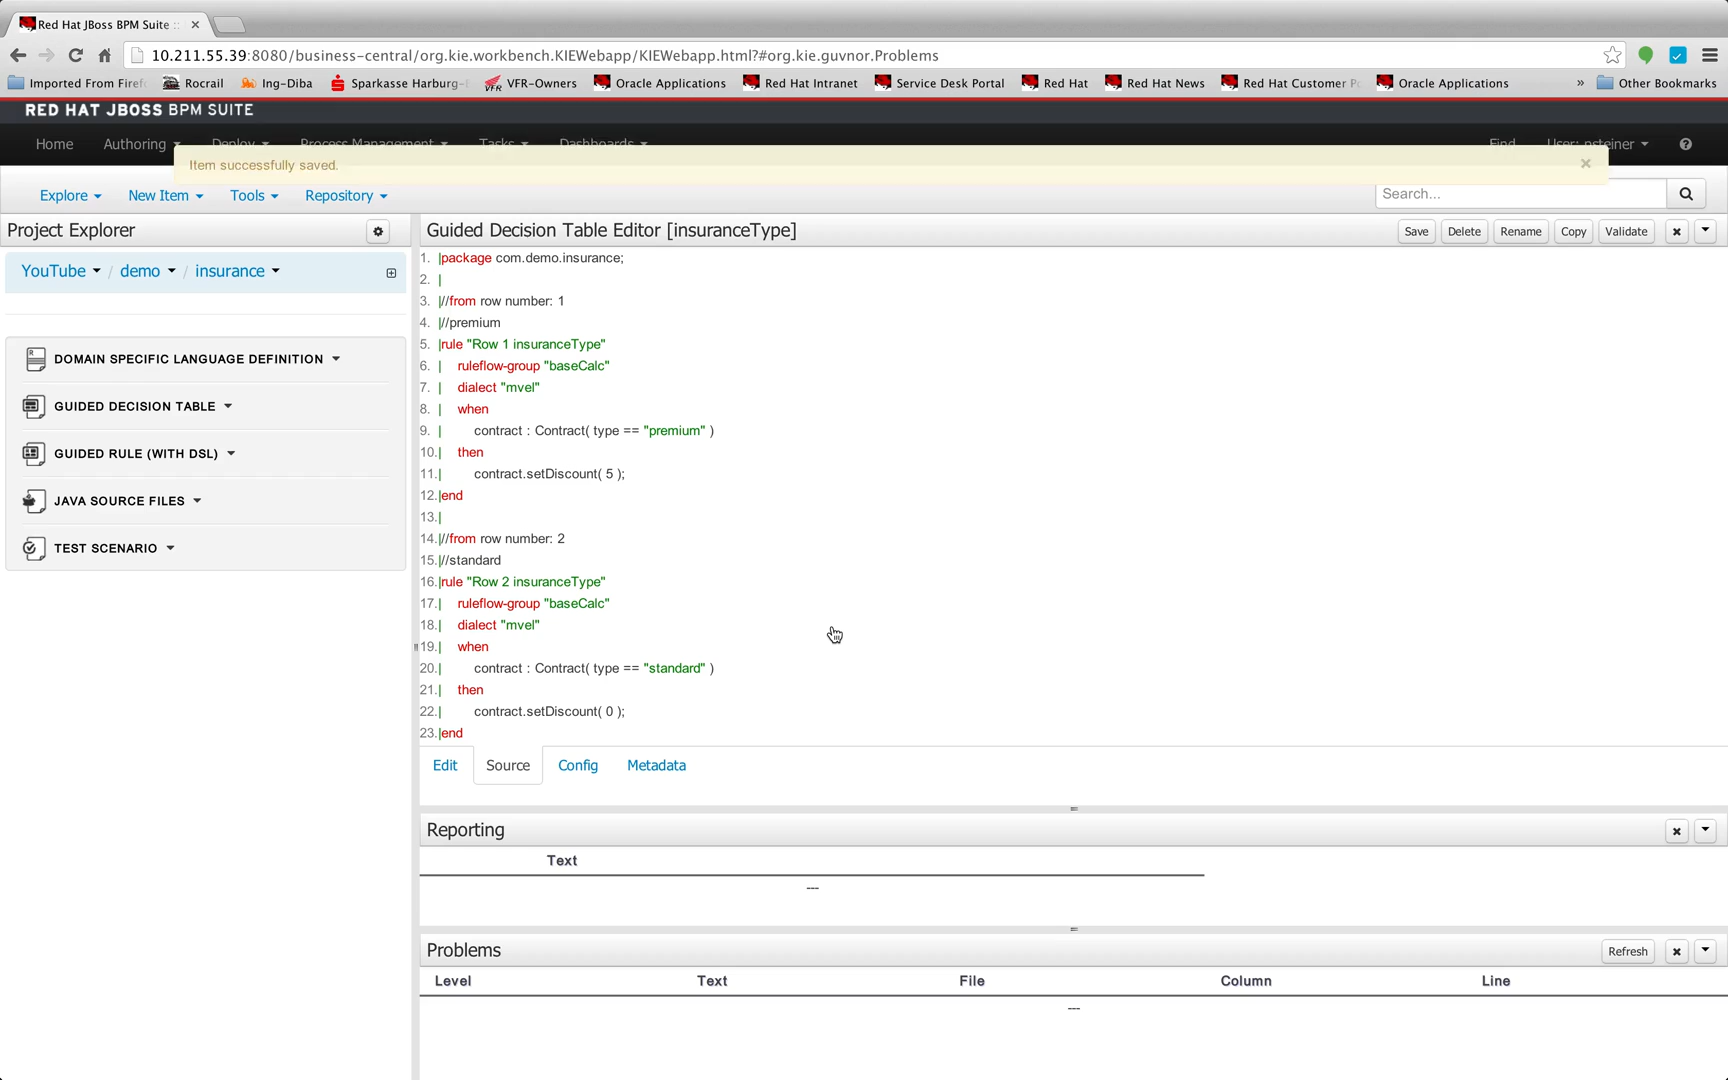 Red Hat JBoss BPM Suite ::
10.211.55.39:8080/business-central/org.kie.workbench.KIEWebapp/KIEWebapp.html?#org.kie.guvnor.Problems
Imported From Firef
Rocrail
Ing-Diba
Sparkasse Harburg-
VFR-Owners
Oracle Applications
Red Hat Intranet
Service Desk Portal
Red Hat
Red Hat News
Red Hat Customer Po
Oracle Applications
»
Other Bookmarks
RED HAT JBOSS BPM SUITE
Home
Authoring
Deploy
Process Management
Tasks
Dashboards
Find
User: psteiner
Item successfully saved.
Explore
New Item
Tools
Repository
Search...
Project Explorer
Guided Decision Table Editor [insuranceType]
Save
Delete
Rename
Copy
Validate
YouTube / demo / insurance
DOMAIN SPECIFIC LANGUAGE DEFINITION
GUIDED DECISION TABLE
GUIDED RULE (WITH DSL)
JAVA SOURCE FILES
TEST SCENARIO
1. |package com.demo.insurance;
2. |
3. |//from row number: 1
4. |//premium
5. |rule "Row 1 insuranceType"
6. | ruleflow-group "baseCalc"
7. | dialect "mvel"
8. | when
9. | contract : Contract( type == "premium" )
10.| then
11.| contract.setDiscount( 5 );
12.|end
13.|
14.|//from row number: 2
15.|//standard
16.|rule "Row 2 insuranceType"
17.| ruleflow-group "baseCalc"
18.| dialect "mvel"
19.| when
20.| contract : Contract( type == "standard" )
21.| then
22.| contract.setDiscount( 0 );
23.|end
Edit
Source
Config
Metadata
Reporting
Text
---
Problems
Refresh
Level
Text
File
Column
Line
---